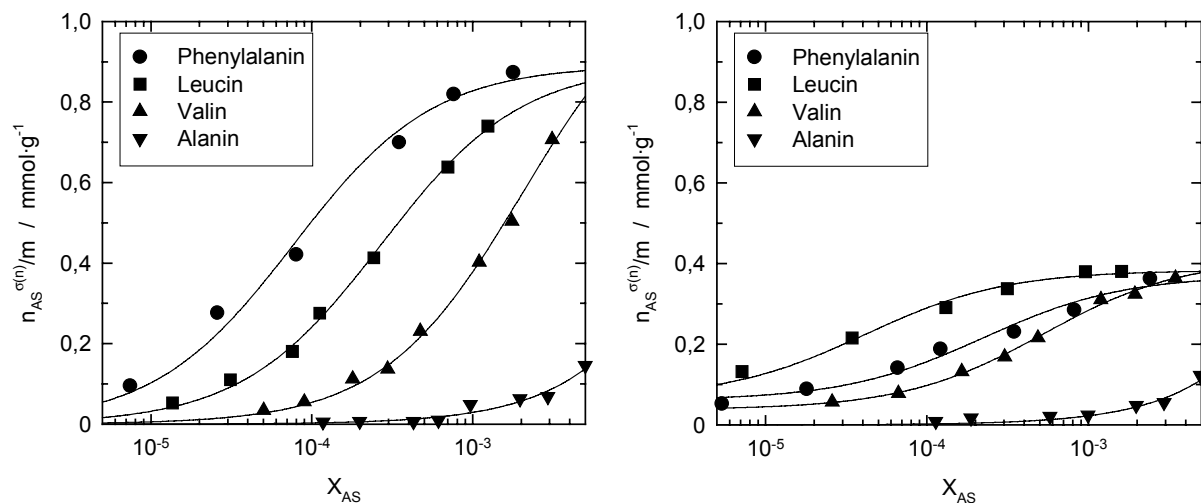 1,0
0,8
0,6
0,4
0,2
0
n_AS^σ(n)/m / mmol·g^-1
Phenylalanin
Leucin
Valin
Alanin
10^-5
10^-4
10^-3
X_AS
1,0
0,8
0,6
0,4
0,2
0
n_AS^σ(n)/m / mmol·g^-1
Phenylalanin
Leucin
Valin
Alanin
10^-5
10^-4
10^-3
X_AS